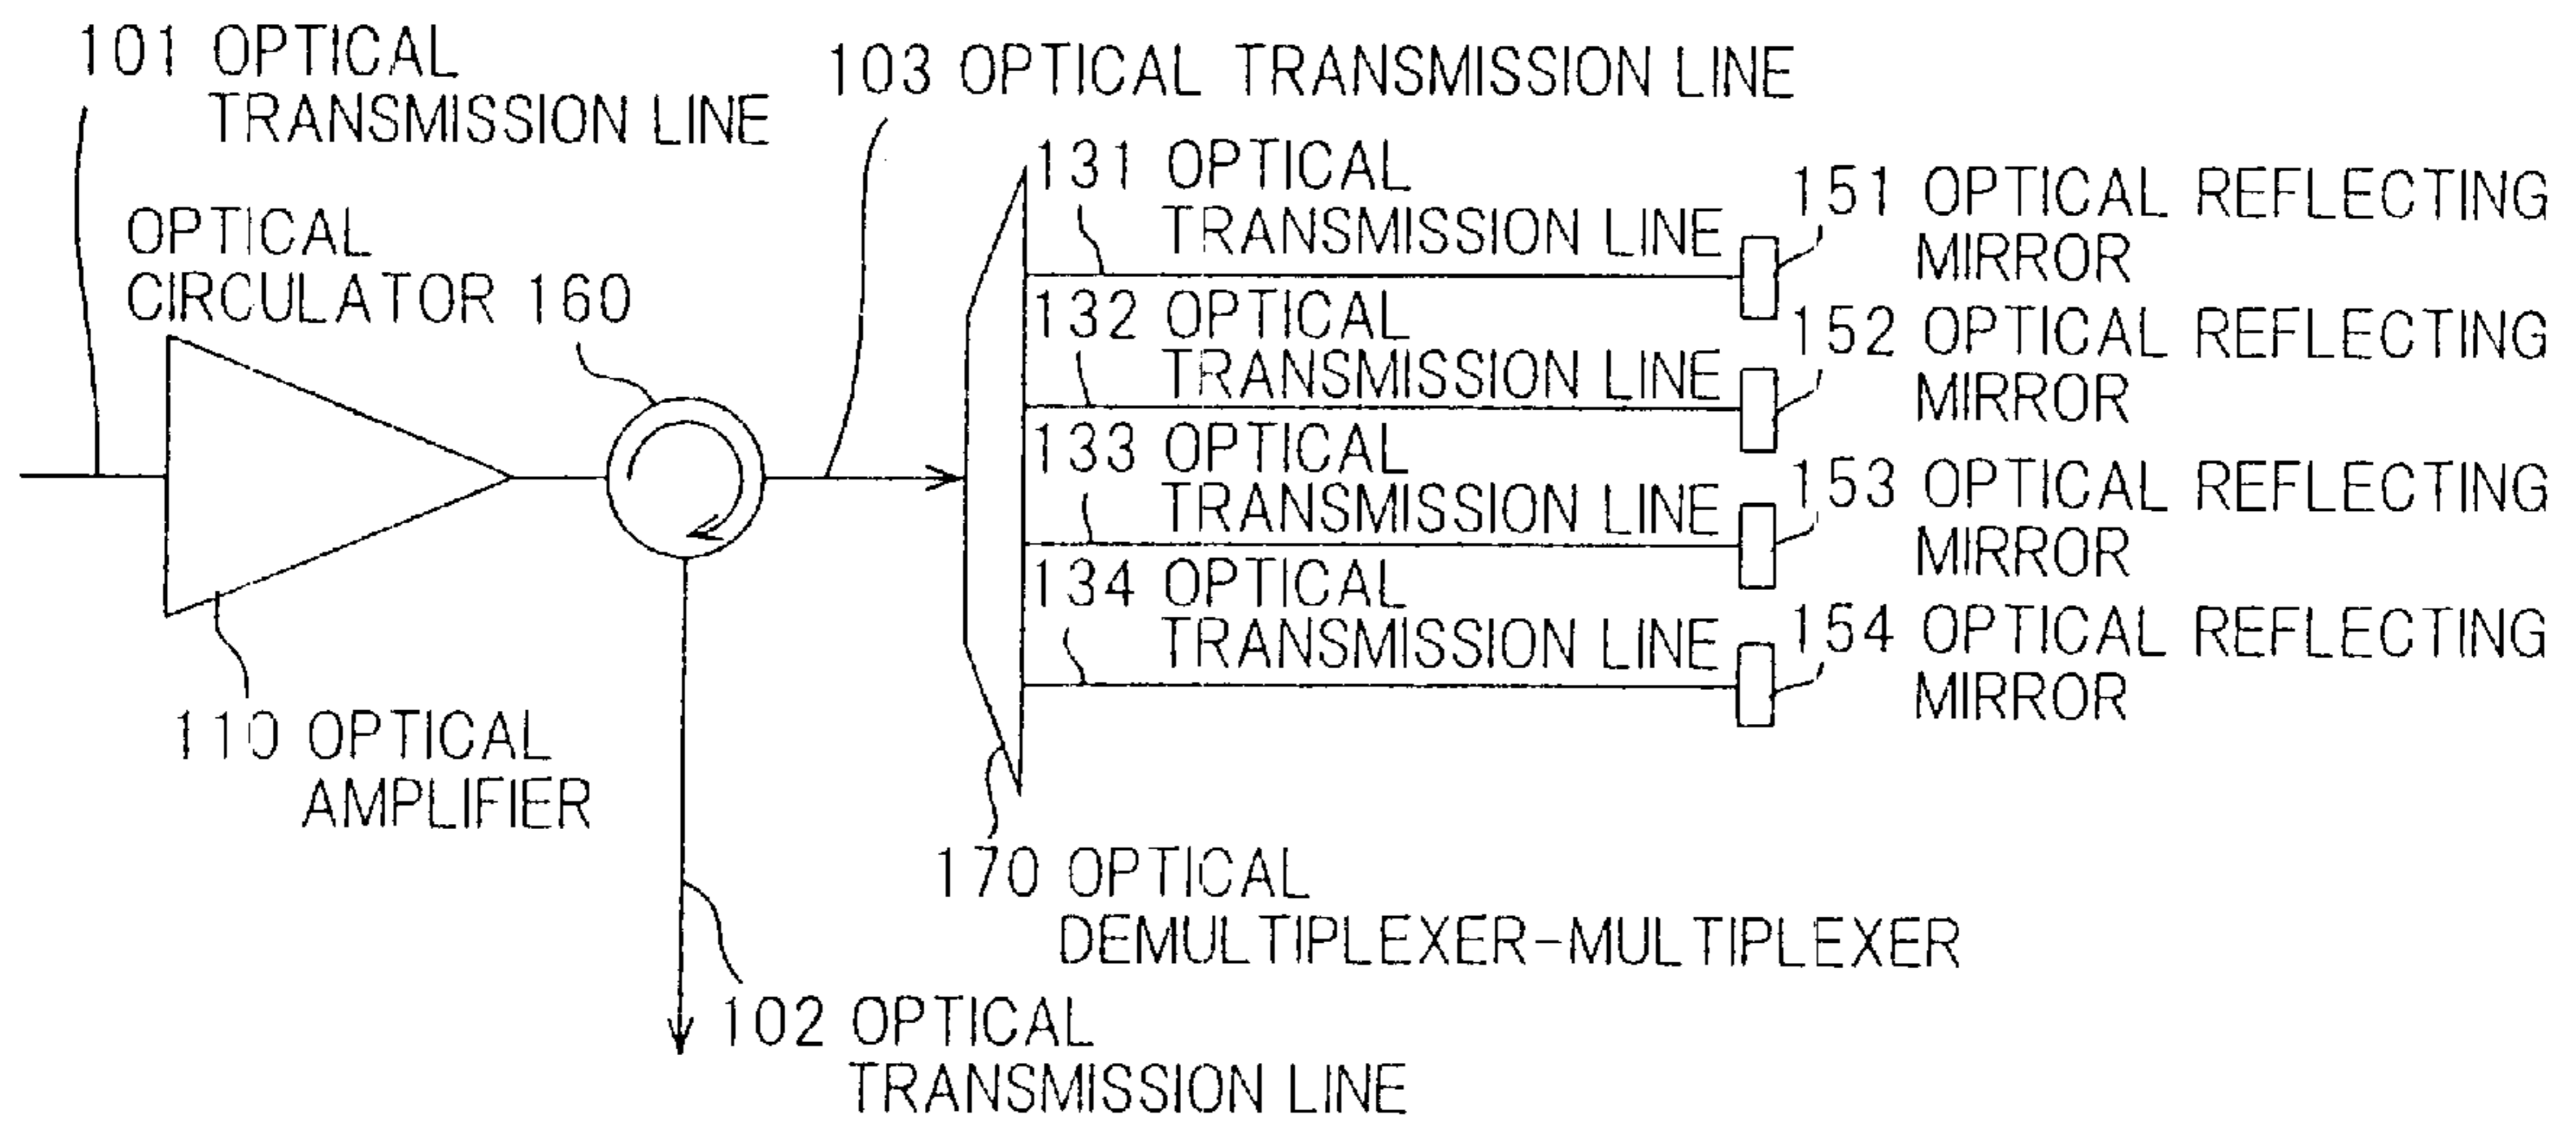 101 OPTICAL
TRANSMISSION LINE
103 OPTICAL TRANSMISSION LINE
OPTICAL
CIRCULATOR 160
131 OPTICAL
TRANSMISSION LINE
151 OPTICAL REFLECTING
MIRROR
132 OPTICAL
TRANSMISSION LINE
152 OPTICAL REFLECTING
MIRROR
133 OPTICAL
TRANSMISSION LINE
153 OPTICAL REFLECTING
MIRROR
134 OPTICAL
TRANSMISSION LINE
154 OPTICAL REFLECTING
MIRROR
110 OPTICAL
AMPLIFIER
170 OPTICAL
DEMULTIPLEXER-MULTIPLEXER
102 OPTICAL
TRANSMISSION LINE